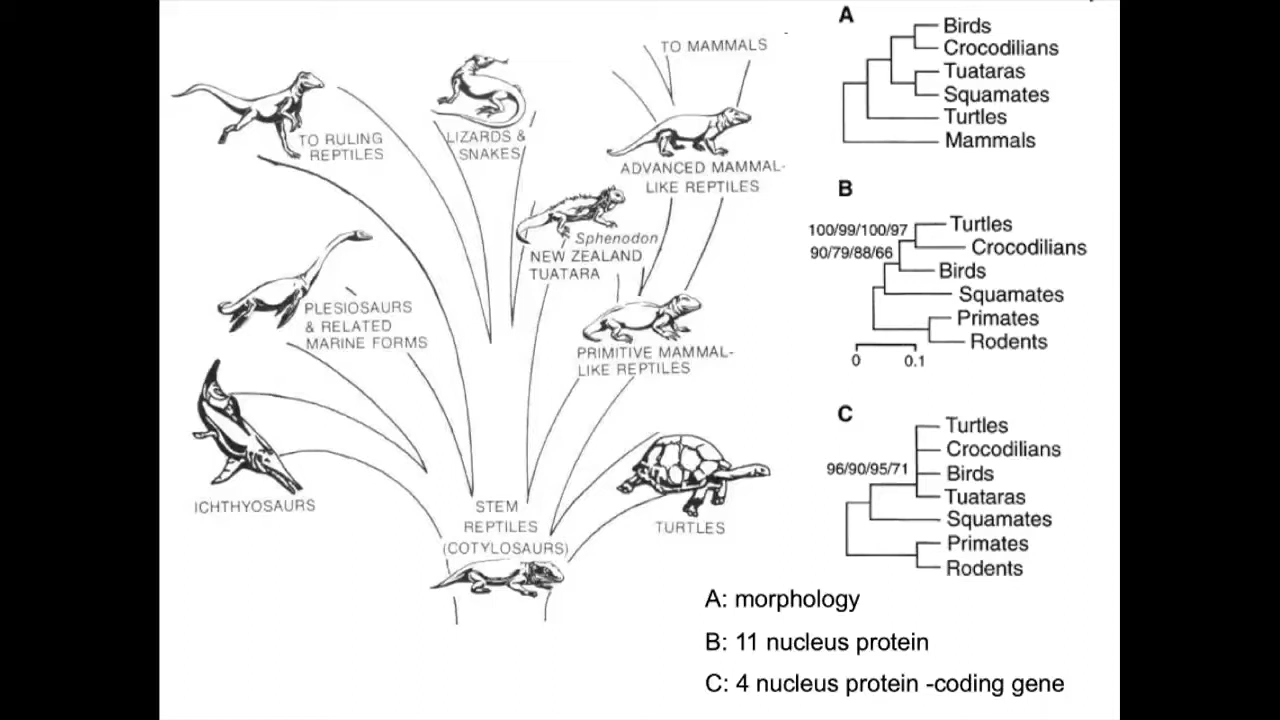 TO MAMMALS
TO RULING
REPTILES
LIZARDS &
SNAKES
ADVANCED MAMMAL-
LIKE REPTILES
Sphenodon
NEW ZEALAND
TUATARA
PLESIOSAURS
& RELATED
MARINE FORMS
PRIMITIVE MAMMAL-
LIKE REPTILES
ICHTHYOSAURS
STEM
REPTILES
(COTYLOSAURS)
TURTLES
A
Birds
Crocodilians
Tuataras
Squamates
Turtles
Mammals
B
100/99/100/97
90/79/88/66
Turtles
Crocodilians
Birds
Squamates
Primates
Rodents
0 0.1
C
96/90/95/71
Turtles
Crocodilians
Birds
Tuataras
Squamates
Primates
Rodents
A: morphology
B: 11 nucleus protein
C: 4 nucleus protein -coding gene